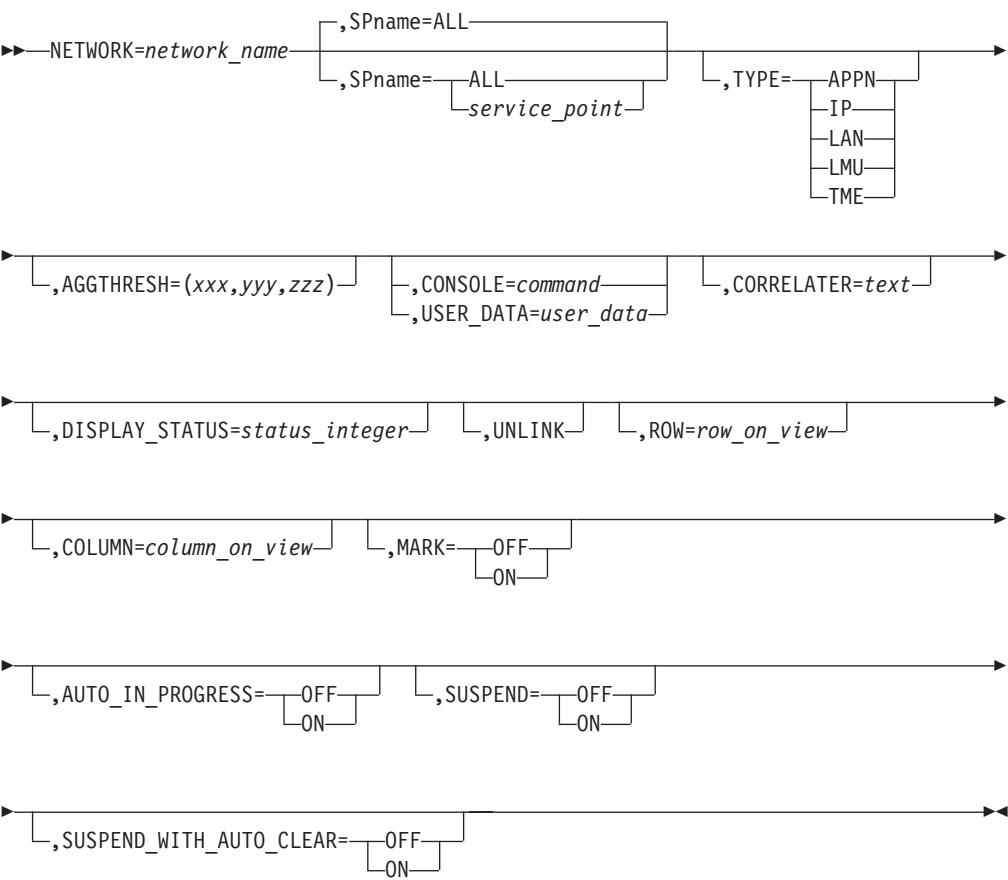 ,SPname=ALL
NETWORK=network_name
,SPname= ALL
service_point
,TYPE= APPN
IP
LAN
LMU
TME
,AGGTHRESH=(xxx,yyy,zzz)
,CONSOLE=command
,USER_DATA=user_data
,CORRELATER=text
,DISPLAY_STATUS=status_integer
,UNLINK
,ROW=row_on_view
,COLUMN=column_on_view
,MARK= OFF
ON
,AUTO_IN_PROGRESS= OFF
ON
,SUSPEND= OFF
ON
,SUSPEND_WITH_AUTO_CLEAR= OFF
ON